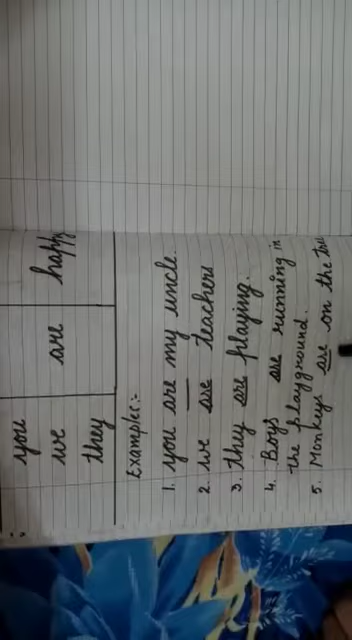 you
we are happy
they
Examples:-
1. you are my uncle.
2. we are teachers
3. they are playing.
4. Boys are running in
the playground.
5. Monkeys are on the tree